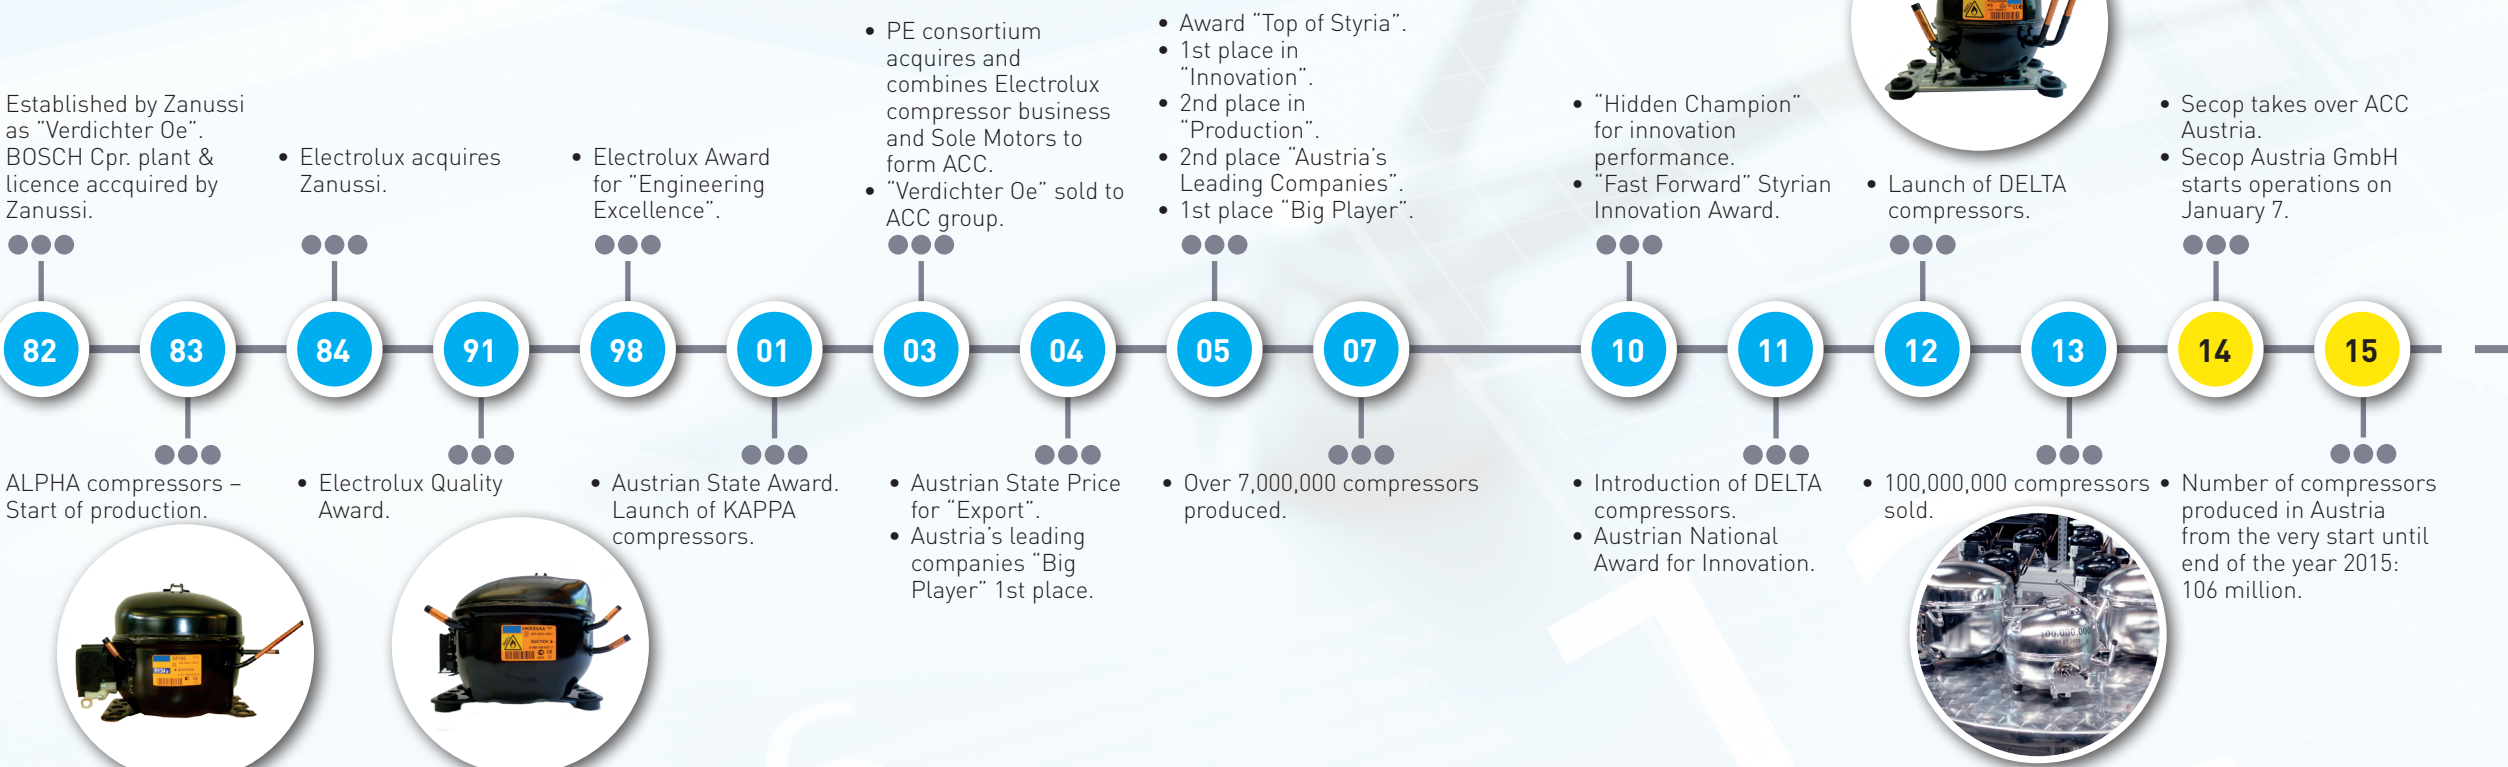 Established by Zanussi
as "Verdichter Oe".
BOSCH Cpr. plant &
licence accquired by
Zanussi.
• Electrolux acquires
Zanussi.
• Electrolux Award
for "Engineering
Excellence".
• PE consortium
acquires and
combines Electrolux
compressor business
and Sole Motors to
form ACC.
• “Verdichter Oe” sold to
ACC group.
• Award “Top of Styria”.
• 1st place in
“Innovation”.
• 2nd place in
“Production”.
• 2nd place “Austria’s
Leading Companies”.
• 1st place “Big Player”.
• “Hidden Champion”
for innovation
performance.
• “Fast Forward” Styrian
Innovation Award.
• Launch of DELTA
compressors.
• Secop takes over ACC
Austria.
• Secop Austria GmbH
starts operations on
January 7.
82 83 84 91 98 01 03 04 05 07 10 11 12 13 14 15
ALPHA compressors –
Start of production.
• Electrolux Quality
Award.
• Austrian State Award.
Launch of KAPPA
compressors.
• Austrian State Price
for “Export”.
• Austria’s leading
companies “Big
Player” 1st place.
• Over 7,000,000 compressors
produced.
• Introduction of DELTA
compressors.
• Austrian National
Award for Innovation.
• 100,000,000 compressors
sold.
• Number of compressors
produced in Austria
from the very start until
end of the year 2015:
106 million.
SUCTION
100.000.000